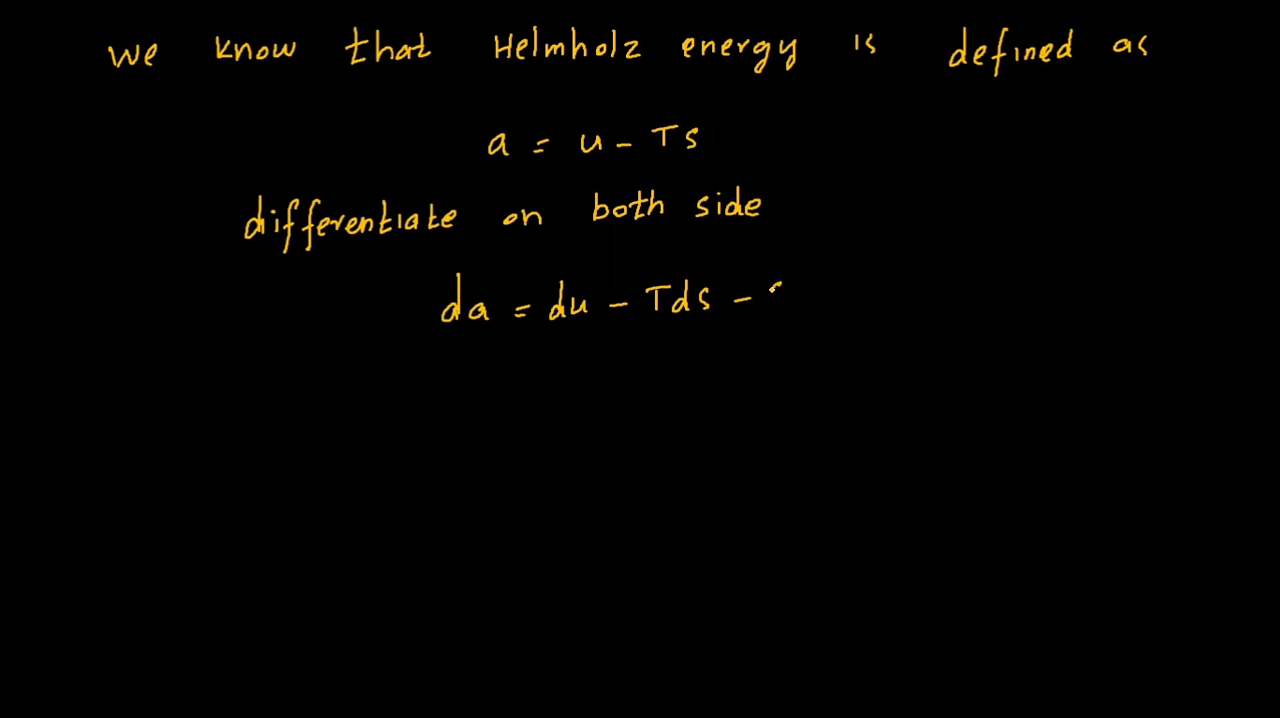 We know that Helmholz energy is defined as
a = u - Ts
differentiate on both side
da = du - Tds -